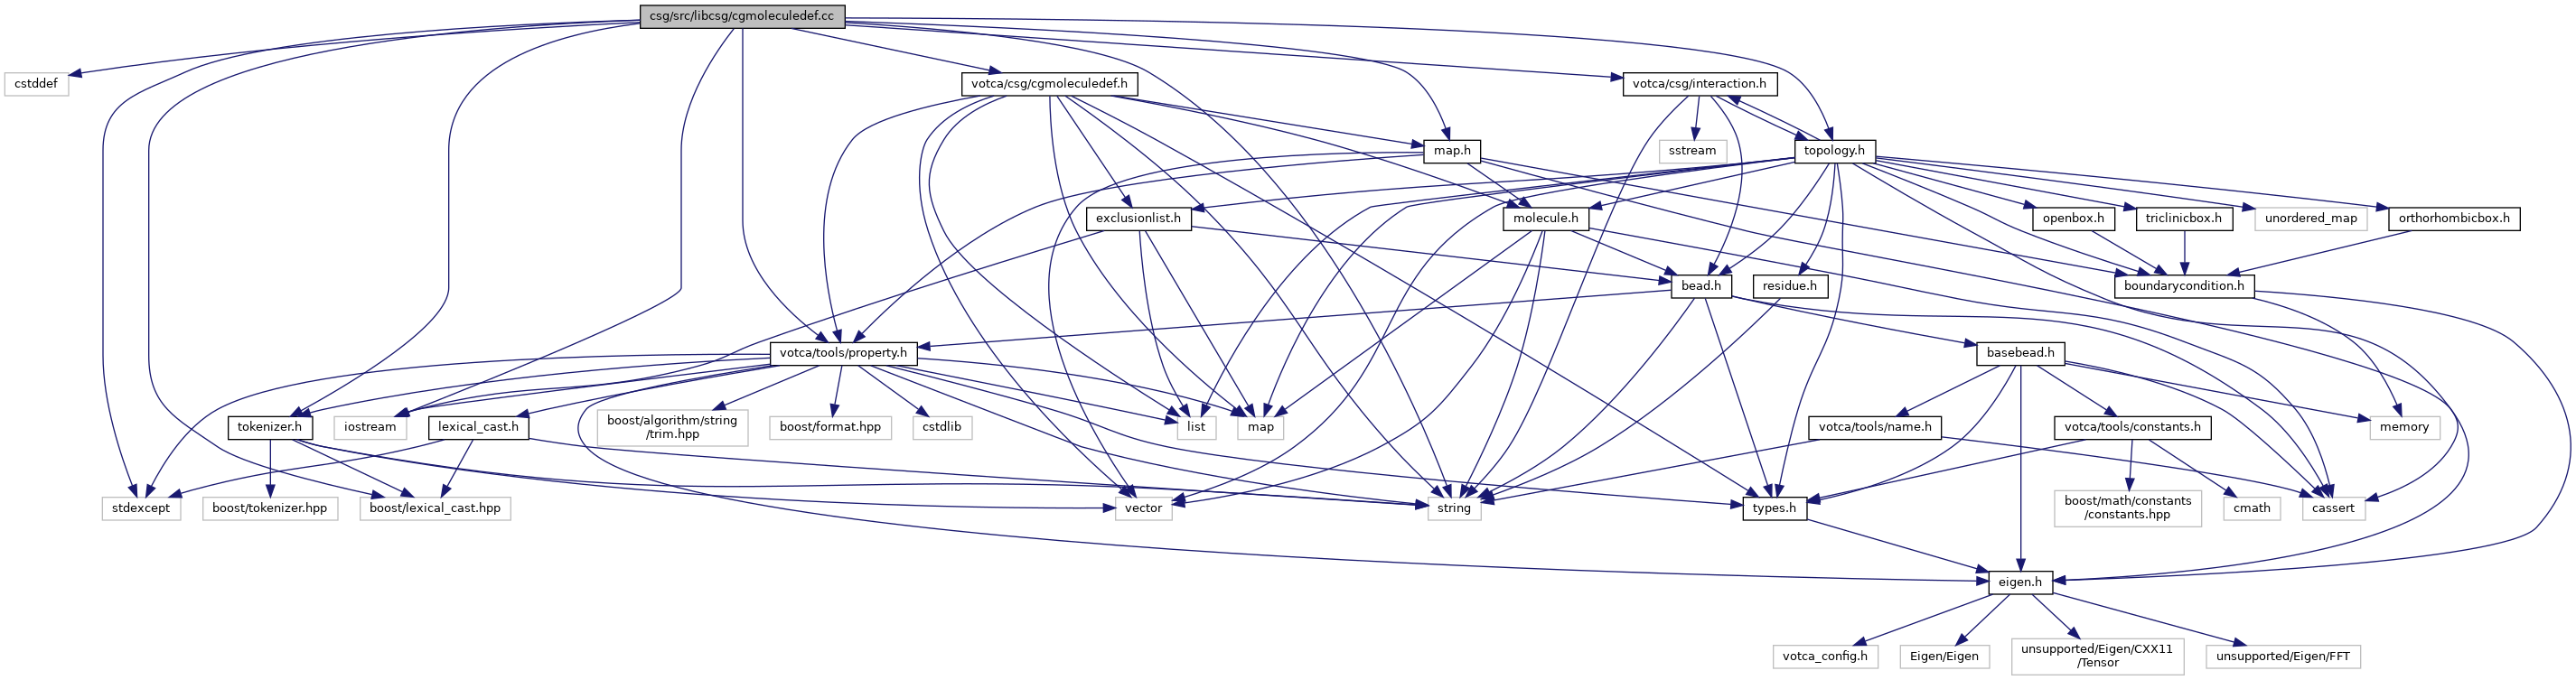 csg/src/libcsg/cgmoleculedef.cc
cstddef
votca/csg/cgmoleculedef.h
votca/csg/interaction.h
map.h
sstream
topology.h
exclusionlist.h
molecule.h
openbox.h
triclinicbox.h
unordered_map
orthorhombicbox.h
bead.h
residue.h
boundarycondition.h
votca/tools/property.h
basebead.h
tokenizer.h
iostream
lexical_cast.h
boost/algorithm/string
/trim.hpp
boost/format.hpp
cstdlib
list
map
votca/tools/name.h
votca/tools/constants.h
memory
stdexcept
boost/tokenizer.hpp
boost/lexical_cast.hpp
vector
string
types.h
boost/math/constants
/constants.hpp
cmath
cassert
eigen.h
votca_config.h
Eigen/Eigen
unsupported/Eigen/CXX11
/Tensor
unsupported/Eigen/FFT